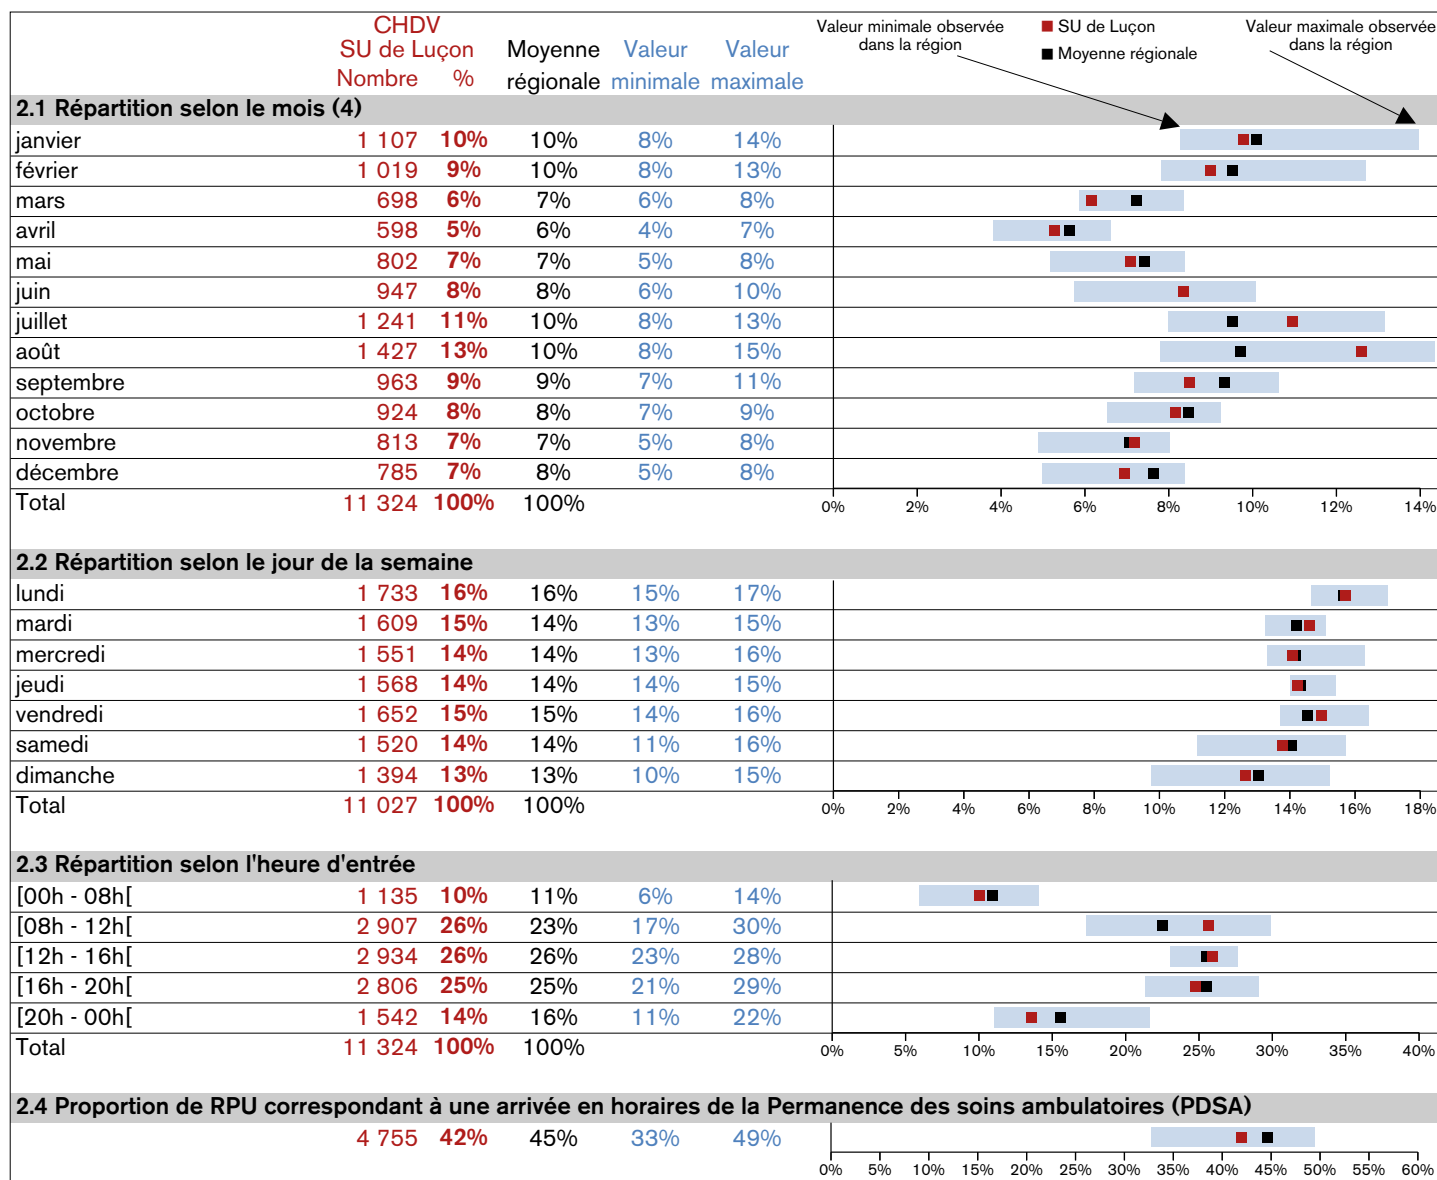 CHDV
SU de Luçon Moyenne Valeur Valeur
Nombre % régionale minimale maximale
Valeur minimale observée dans la région
SU de Luçon
Moyenne régionale
Valeur maximale observée dans la région
2.1 Répartition selon le mois (4)
janvier 1 107 10% 10% 8% 14%
février 1 019 9% 10% 8% 13%
mars 698 6% 7% 6% 8%
avril 598 5% 6% 4% 7%
mai 802 7% 7% 5% 8%
juin 947 8% 8% 6% 10%
juillet 1 241 11% 10% 8% 13%
août 1 427 13% 10% 8% 15%
septembre 963 9% 9% 7% 11%
octobre 924 8% 8% 7% 9%
novembre 813 7% 7% 5% 8%
décembre 785 7% 8% 5% 8%
Total 11 324 100% 100%
0% 2% 4% 6% 8% 10% 12% 14%
2.2 Répartition selon le jour de la semaine
lundi 1 733 16% 16% 15% 17%
mardi 1 609 15% 14% 13% 15%
mercredi 1 551 14% 14% 13% 16%
jeudi 1 568 14% 14% 14% 15%
vendredi 1 652 15% 15% 14% 16%
samedi 1 520 14% 14% 11% 16%
dimanche 1 394 13% 13% 10% 15%
Total 11 027 100% 100%
0% 2% 4% 6% 8% 10% 12% 14% 16% 18%
2.3 Répartition selon l'heure d'entrée
[00h - 08h[ 1 135 10% 11% 6% 14%
[08h - 12h[ 2 907 26% 23% 17% 30%
[12h - 16h[ 2 934 26% 26% 23% 28%
[16h - 20h[ 2 806 25% 25% 21% 29%
[20h - 00h[ 1 542 14% 16% 11% 22%
Total 11 324 100% 100%
0% 5% 10% 15% 20% 25% 30% 35% 40%
2.4 Proportion de RPU correspondant à une arrivée en horaires de la Permanence des soins ambulatoires (PDSA)
4 755 42% 45% 33% 49%
0% 5% 10% 15% 20% 25% 30% 35% 40% 45% 50% 55% 60%